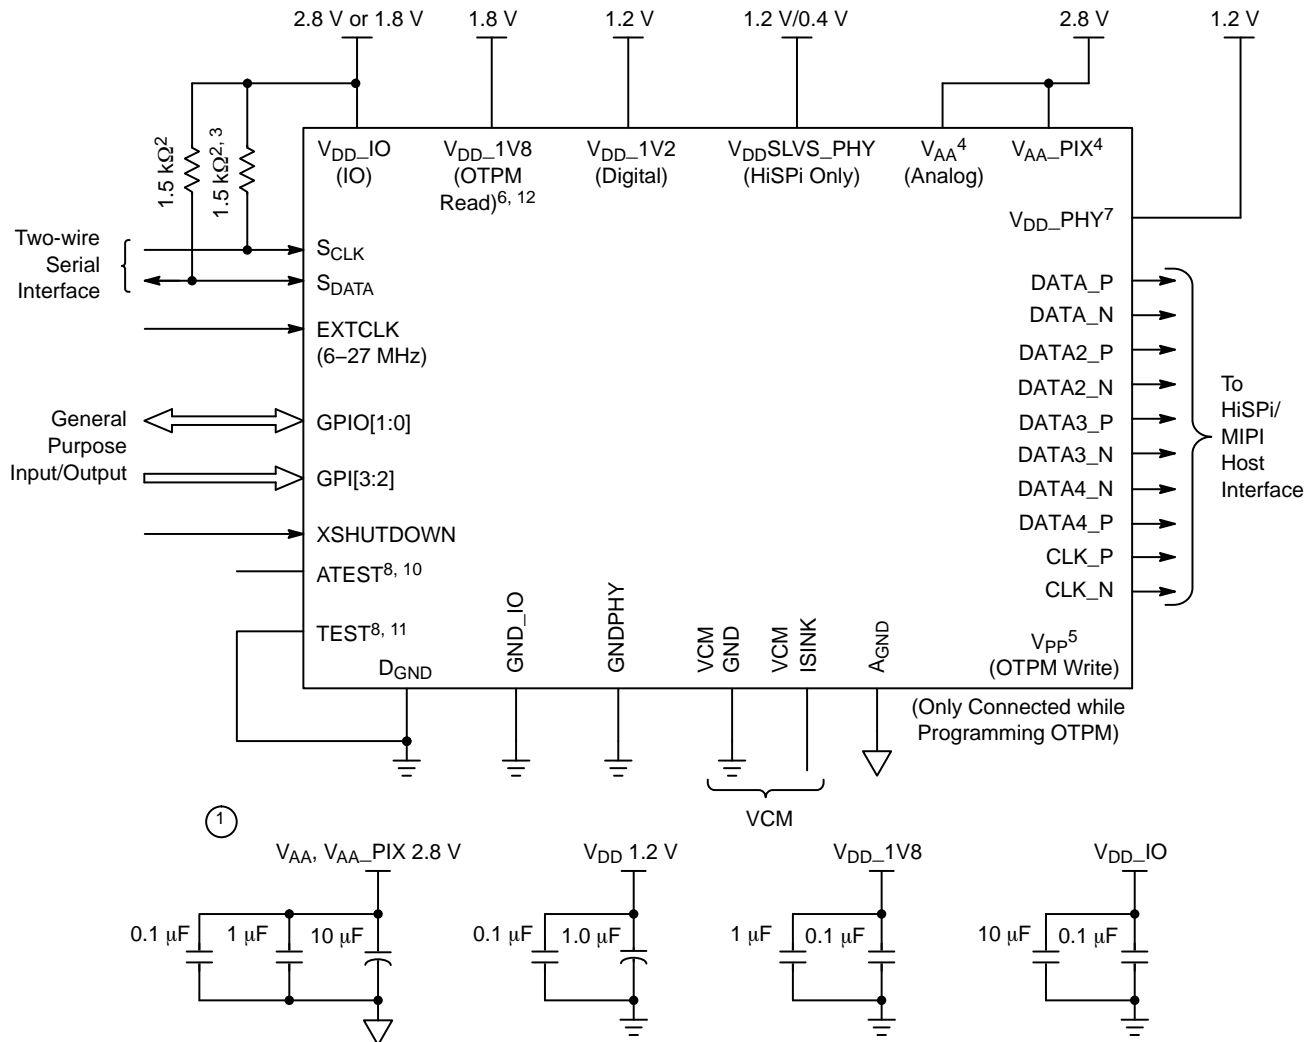 2.8 V or 1.8 V
1.8 V
1.2 V
1.2 V/0.4 V
2.8 V
1.2 V
1.5 kΩ2
1.5 kΩ2, 3
VDD_IO
(IO)
VDD_1V8
(OTPM
Read)6, 12
VDD_1V2
(Digital)
VDDSLVS_PHY
(HiSPi Only)
VAA4
(Analog)
VAA_PIX4
VDD_PHY7
Two-wire
Serial
Interface
SCLK
SDATA
EXTCLK
(6–27 MHz)
General
Purpose
Input/Output
GPIO[1:0]
GPI[3:2]
XSHUTDOWN
ATEST8, 10
TEST8, 11
DATA_P
DATA_N
DATA2_P
DATA2_N
DATA3_P
DATA3_N
DATA4_N
DATA4_P
CLK_P
CLK_N
To
HiSPi/
MIPI
Host
Interface
DGND
GND_IO
GNDPHY
VCM
GND
VCM
ISINK
AGND
VPP5
(OTPM Write)
(Only Connected while
Programming OTPM)
VCM
1
VAA, VAA_PIX 2.8 V
0.1 μF
1 μF
10 μF
VDD 1.2 V
0.1 μF
1.0 μF
VDD_1V8
1 μF
0.1 μF
VDD_IO
10 μF
0.1 μF